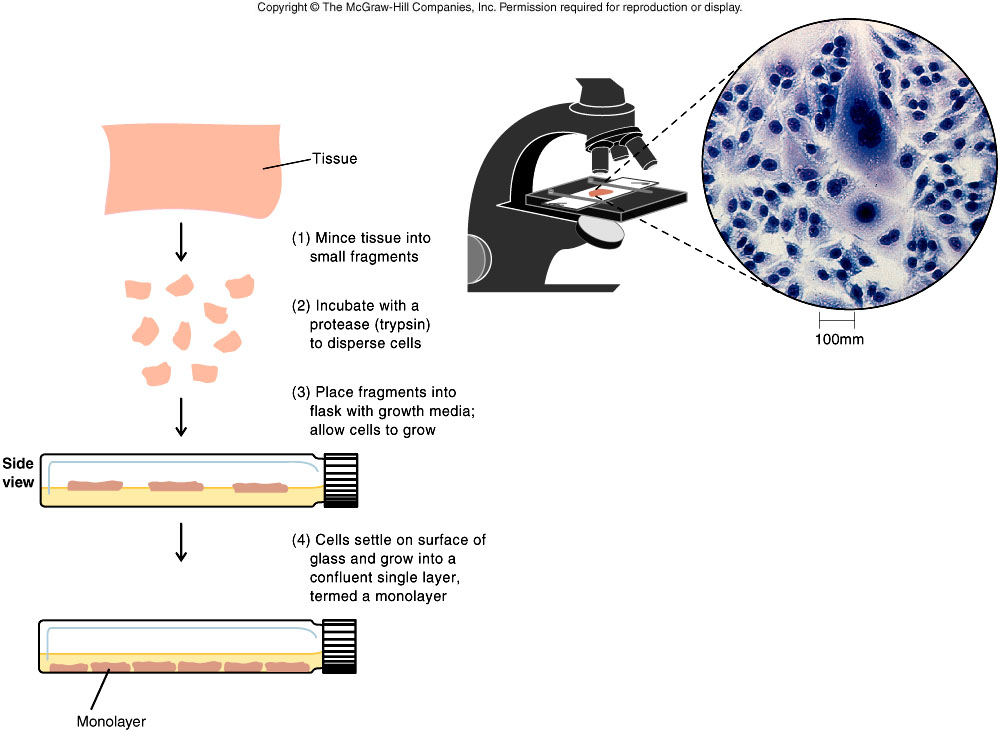 Copyright © The McGraw-Hill Companies, Inc. Permission required for reproduction or display.
Tissue
(1) Mince tissue into
small fragments
(2) Incubate with a
protease (trypsin)
to disperse cells
(3) Place fragments into
flask with growth media;
allow cells to grow
Side
view
(4) Cells settle on surface of
glass and grow into a
confluent single layer,
termed a monolayer
Monolayer
100mm